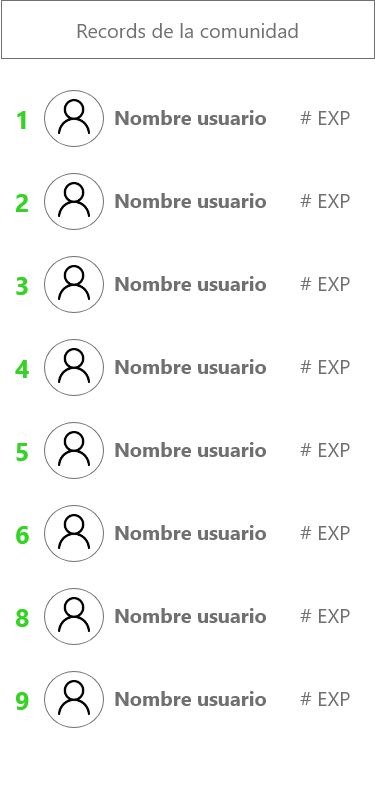 Records de la comunidad
1 Nombre usuario # EXP
2 Nombre usuario # EXP
3 Nombre usuario # EXP
4 Nombre usuario # EXP
5 Nombre usuario # EXP
6 Nombre usuario # EXP
8 Nombre usuario # EXP
9 Nombre usuario # EXP